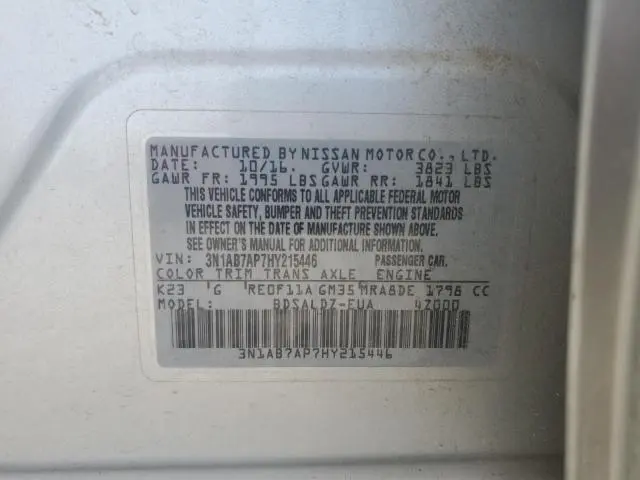 MANUFACTURED BY NISSAN MOTOR CO., LTD.
DATE: 10/16. GVWR: 3823 LBS
GAWR FR: 1995 LBS GAWR RR: 1841 LBS
THIS VEHICLE CONFORMS TO ALL APPLICABLE FEDERAL MOTOR
VEHICLE SAFETY, BUMPER AND THEFT PREVENTION STANDARDS
IN EFFECT ON THE DATE OF MANUFACTURE SHOWN ABOVE.
SEE OWNER'S MANUAL FOR ADDITIONAL INFORMATION.
VIN: 3N1AB7AP7HY215446 PASSENGER CAR.
COLOR TRIM TRANS AXLE ENGINE
K23 G RE0F11A GM35 MRA8DE 1798 CC
MODEL: BDSALDZ-EUA 4Z000
3N1AB7AP7HY215446